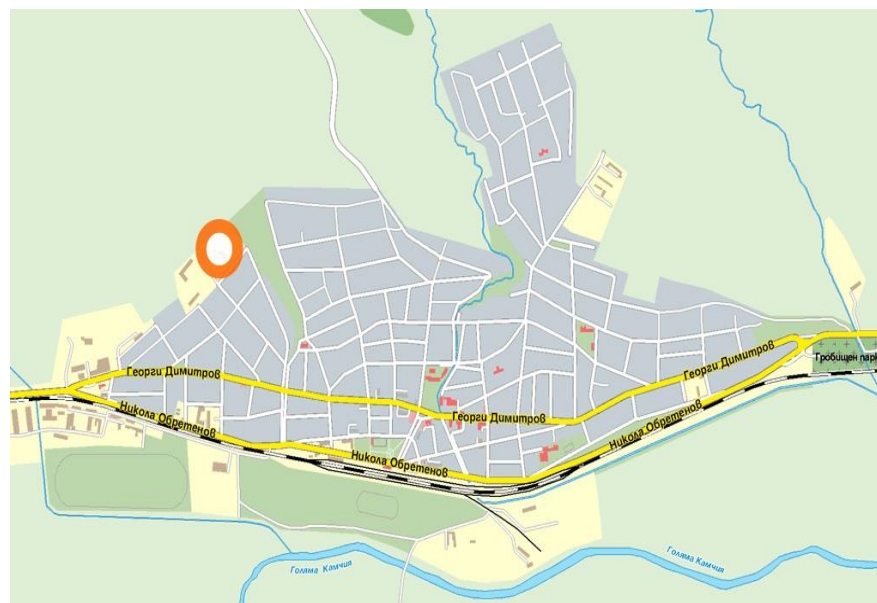 Георги Димитров
Гробищен парк
Георги Димитров
Никола Обретенов
Георги Димитров
Никола Обретенов
Никола Обретенов
Голяма Камчия
Голяма Камчия